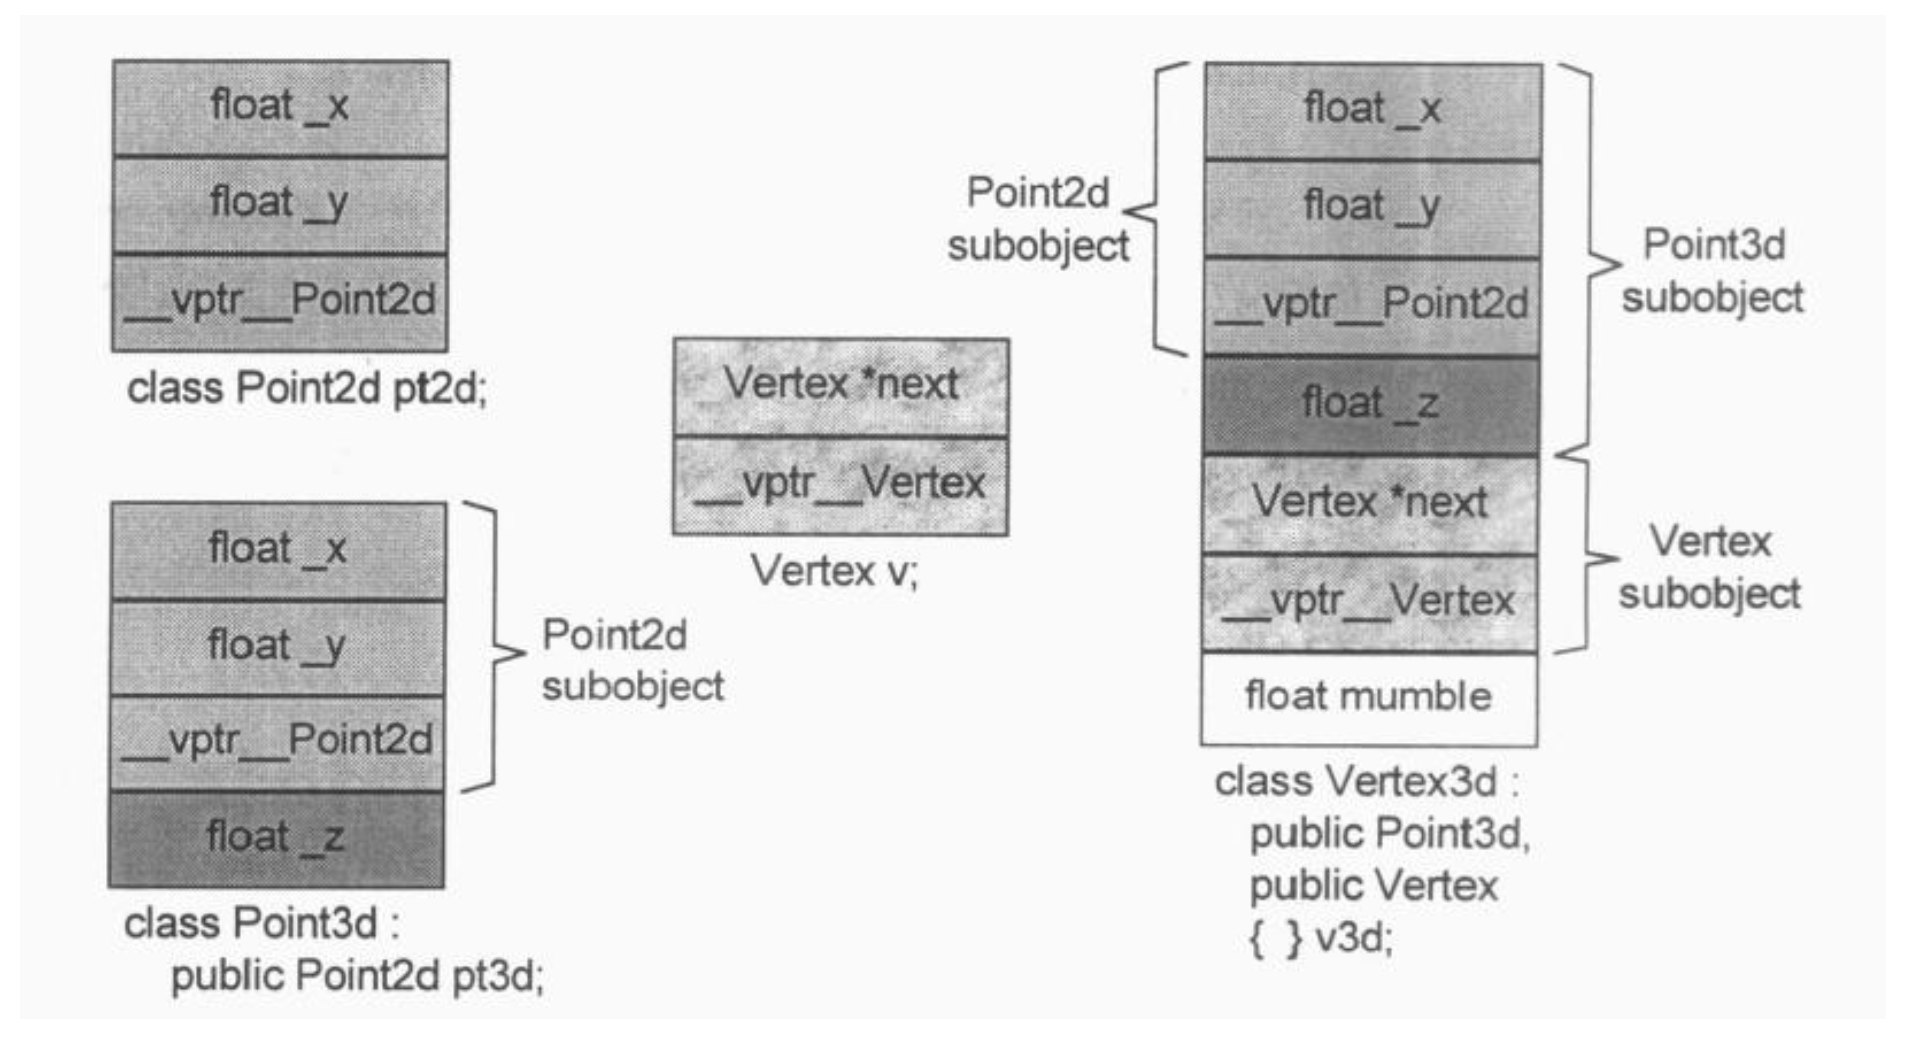 float _x
float _y
__vptr__Point2d
class Point2d pt2d;
float _x
float _y
__vptr__Point2d
float _z
Point2d
subobject
class Point3d :
public Point2d pt3d;
Vertex *next
__vptr__Vertex
Vertex v;
Point2d
subobject
float _x
float _y
__vptr__Point2d
float _z
Vertex *next
__vptr__Vertex
float mumble
Point3d
subobject
Vertex
subobject
class Vertex3d :
public Point3d,
public Vertex
{ } v3d;